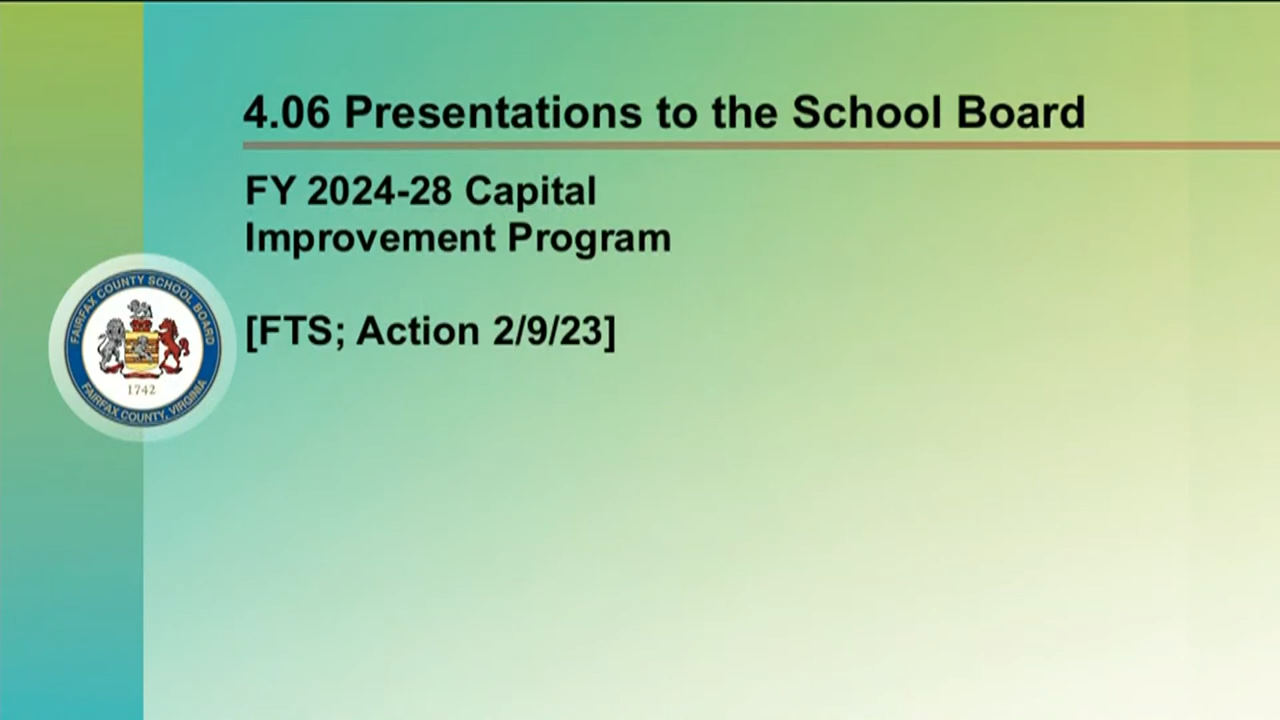 4.06 Presentations to the School Board
FY 2024-28 Capital
Improvement Program
[FTS; Action 2/9/23]
FAIRFAX COUNTY SCHOOL BOARD
1742
FAIRFAX COUNTY, VIRGINIA